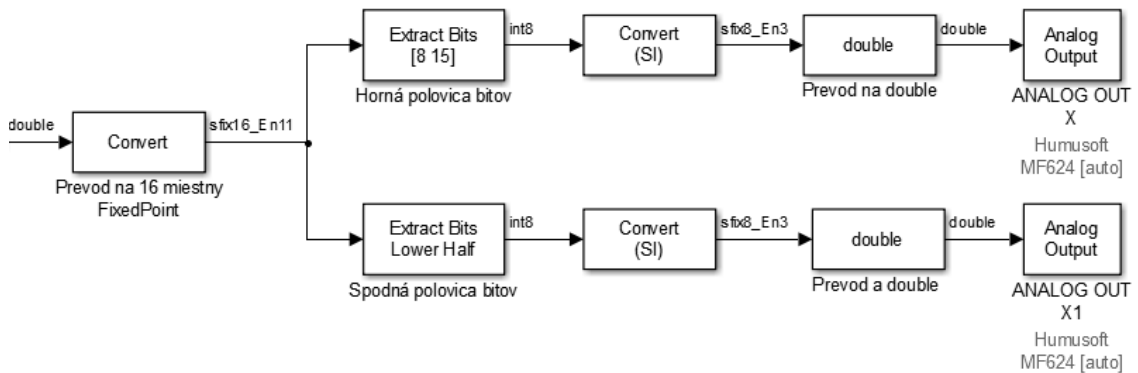 double
Convert
Prevod na 16 miestny
FixedPoint
sfix16_En11
Extract Bits
[8 15]
Horná polovica bitov
int8
Convert
(SI)
sfix8_En3
double
Prevod na double
double
Analog
Output
ANALOG OUT
X
Humusoft
MF624 [auto]
Extract Bits
Lower Half
Spodná polovica bitov
int8
Convert
(SI)
sfix8_En3
double
Prevod a double
double
Analog
Output
ANALOG OUT
X1
Humusoft
MF624 [auto]